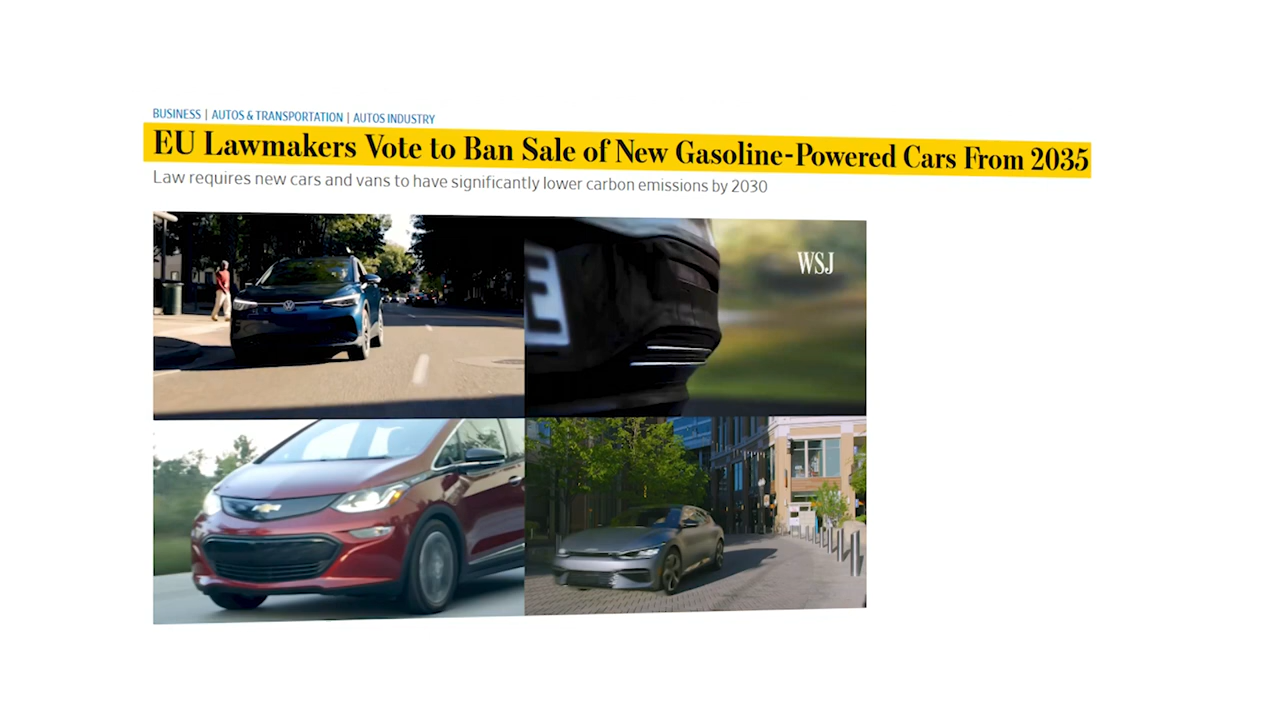 BUSINESS | AUTOS & TRANSPORTATION | AUTOS INDUSTRY
EU Lawmakers Vote to Ban Sale of New Gasoline-Powered Cars From 2035
Law requires new cars and vans to have significantly lower carbon emissions by 2030
WSJ
E